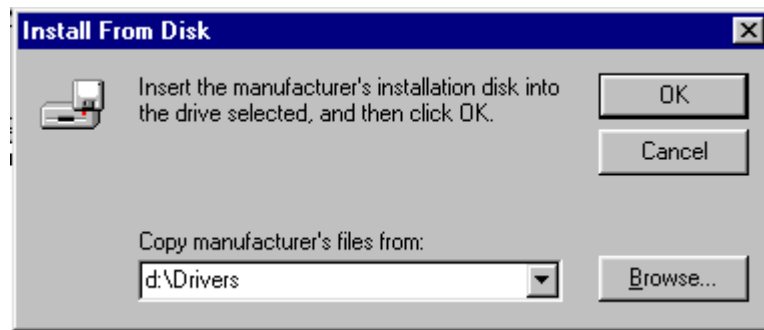 Install From Disk
Insert the manufacturer's installation disk into
the drive selected, and then click OK.
OK
Cancel
Copy manufacturer's files from:
d:\Drivers
Browse...